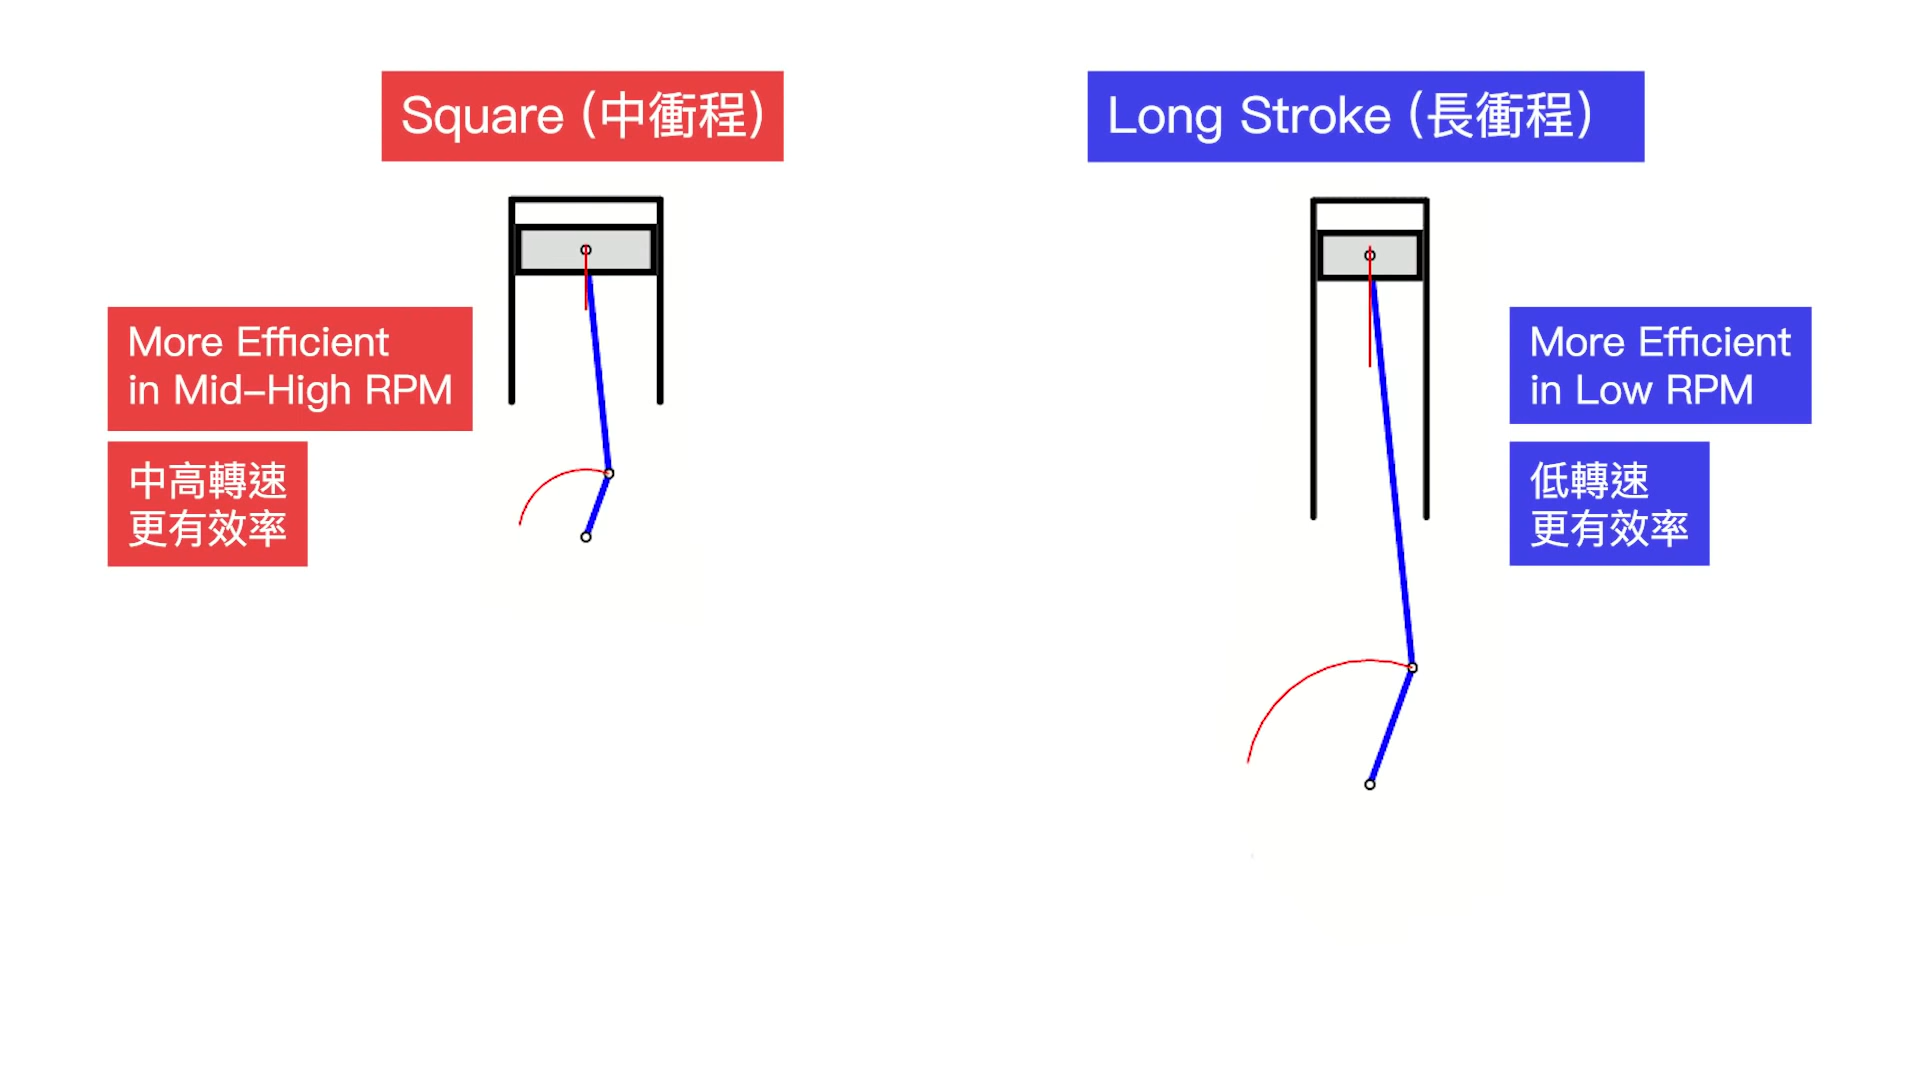 Square (中衝程)
Long Stroke (長衝程)
More Efficient
in Mid-High RPM
中高轉速
更有效率
More Efficient
in Low RPM
低轉速
更有效率